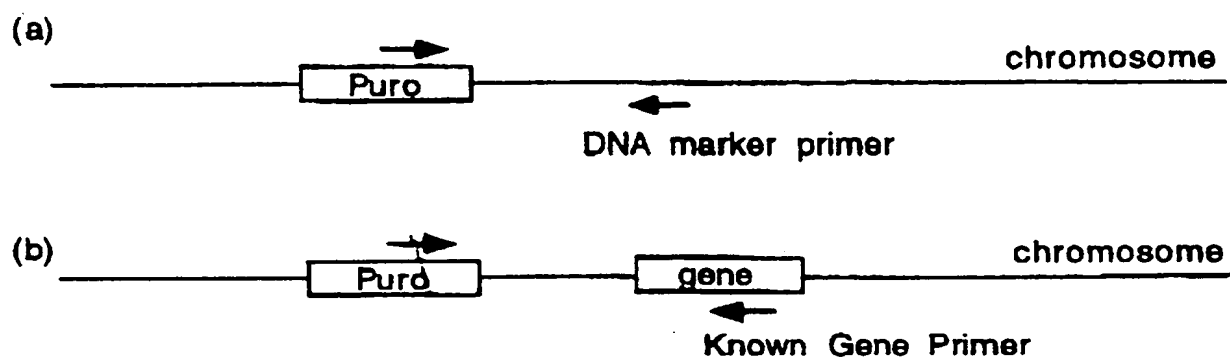 (a)
chromosome
Puro
DNA marker primer
(b)
chromosome
Puro
gene
Known Gene Primer